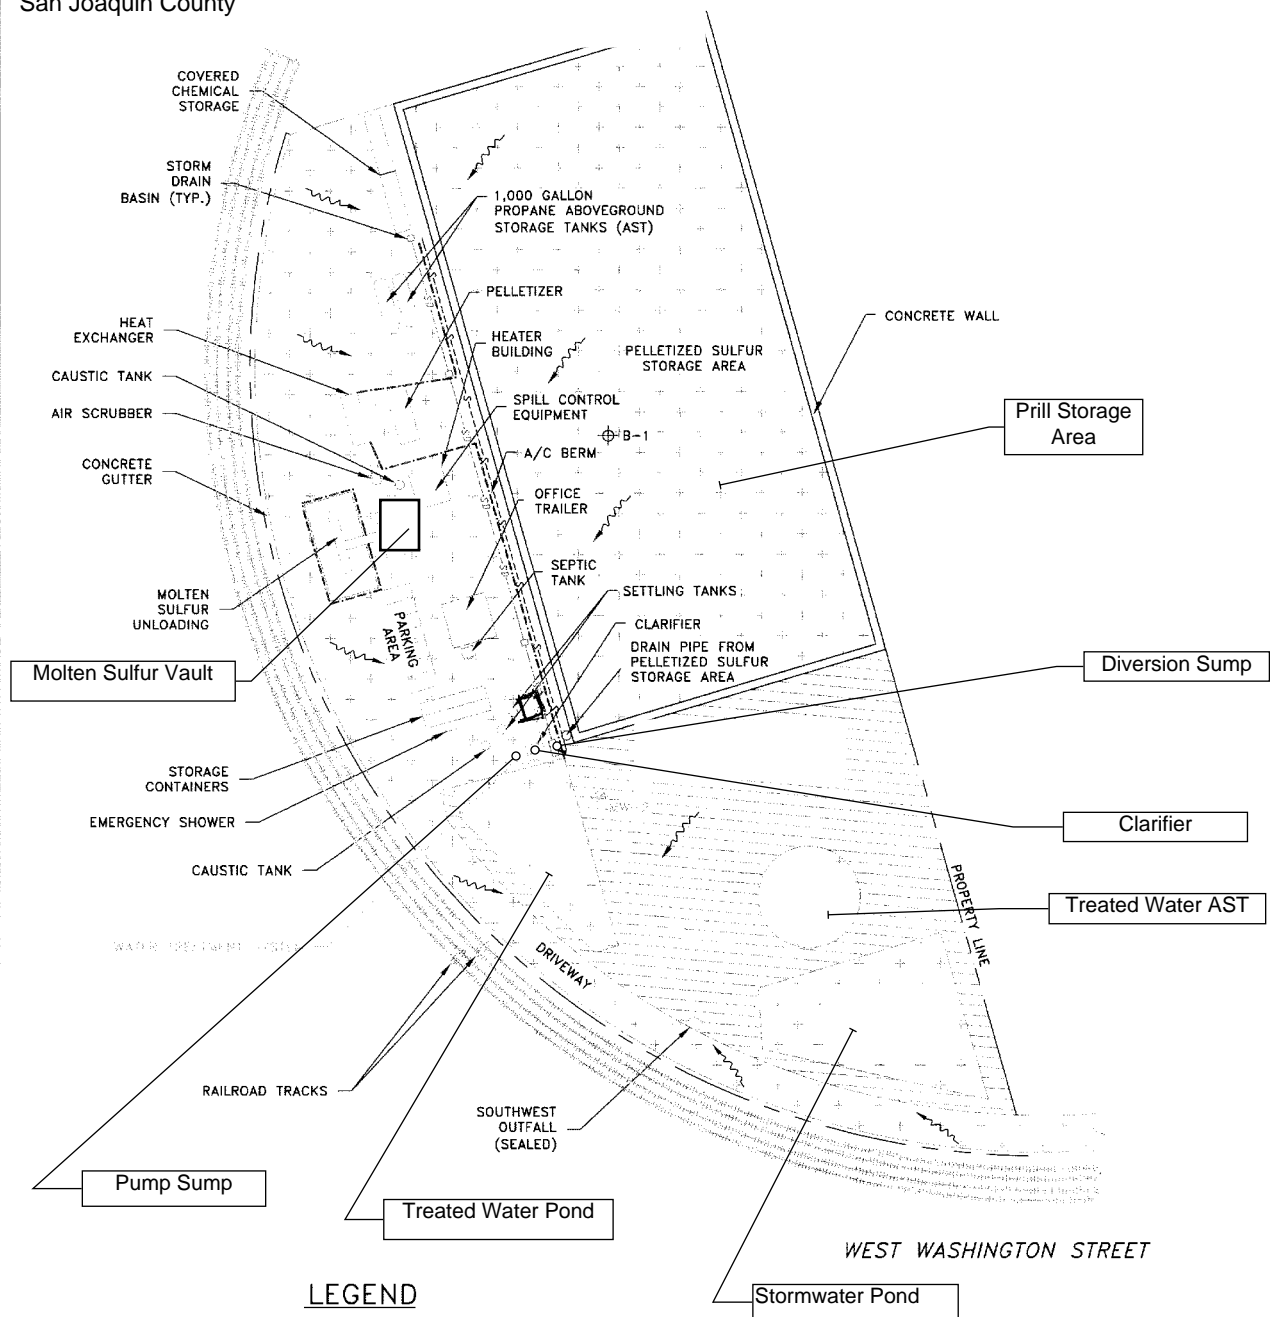 San Joaquin County
COVERED
CHEMICAL
STORAGE
STORM
DRAIN
BASIN (TYP.)
1,000 GALLON
PROPANE ABOVEGROUND
STORAGE TANKS (AST)
PELLETIZER
HEAT
EXCHANGER
HEATER
BUILDING
PELLETIZED SULFUR
STORAGE AREA
CONCRETE WALL
CAUSTIC TANK
AIR SCRUBBER
SPILL CONTROL
EQUIPMENT
Prill Storage
Area
B-1
CONCRETE
GUTTER
A/C BERM
OFFICE
TRAILER
SEPTIC
TANK
MOLTEN
SULFUR
UNLOADING
SETTLING TANKS
PARKING
AREA
CLARIFIER
DRAIN PIPE FROM
PELLETIZED SULFUR
STORAGE AREA
Molten Sulfur Vault
Diversion Sump
STORAGE
CONTAINERS
EMERGENCY SHOWER
Clarifier
CAUSTIC TANK
PROPERTY LINE
Treated Water AST
DRIVEWAY
RAILROAD TRACKS
SOUTHWEST
OUTFALL
(SEALED)
Pump Sump
Treated Water Pond
WEST WASHINGTON STREET
LEGEND
Stormwater Pond